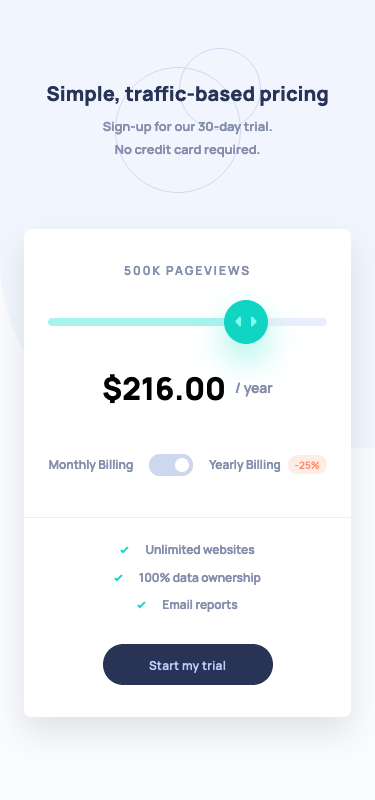 Simple, traffic-based pricing
Sign-up for our 30-day trial.
No credit card required.
500K PAGEVIEWS
$216.00 / year
Monthly Billing Yearly Billing -25%
Unlimited websites
100% data ownership
Email reports
Start my trial